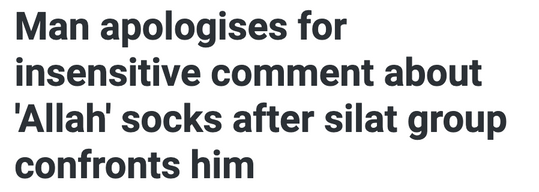 Man apologises for
insensitive comment about
'Allah' socks after silat group
confronts him